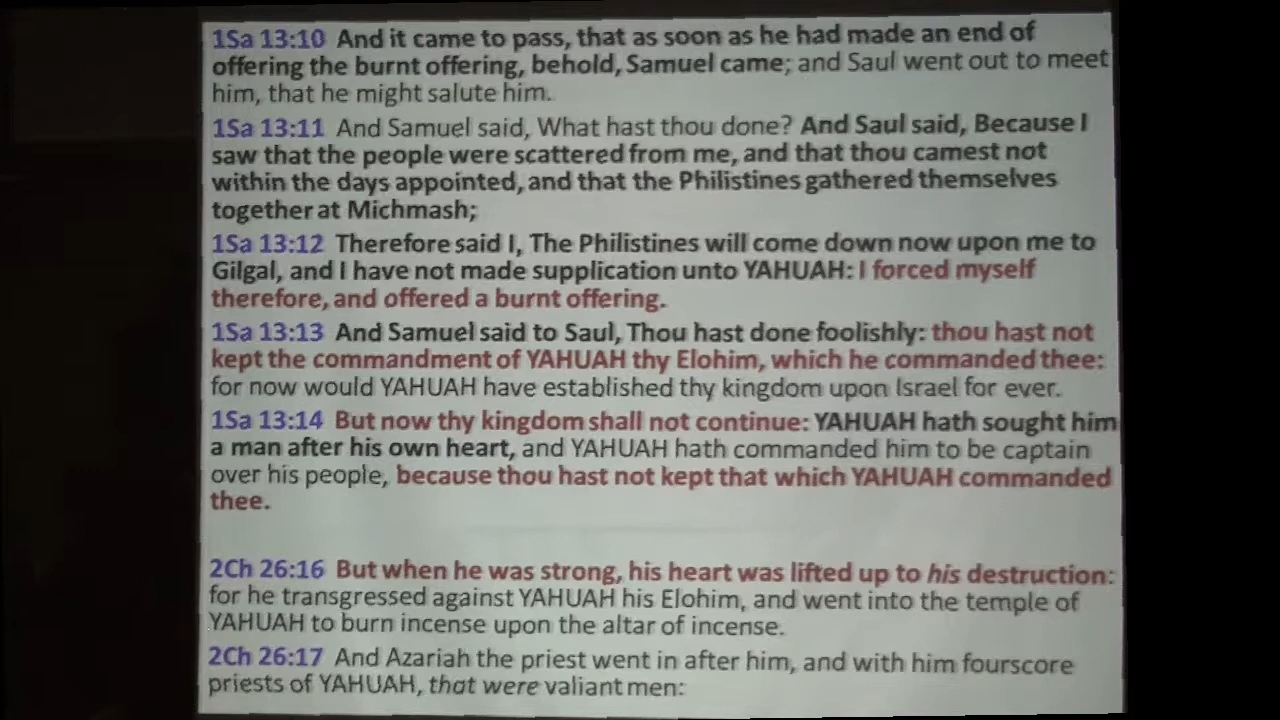 1Sa 13:10 And it came to pass, that as soon as he had made an end of
offering the burnt offering, behold, Samuel came; and Saul went out to meet
him, that he might salute him.
1Sa 13:11 And Samuel said, What hast thou done? And Saul said, Because I
saw that the people were scattered from me, and that thou camest not
within the days appointed, and that the Philistines gathered themselves
together at Michmash;
1Sa 13:12 Therefore said I, The Philistines will come down now upon me to
Gilgal, and I have not made supplication unto YAHUAH: I forced myself
therefore, and offered a burnt offering.
1Sa 13:13 And Samuel said to Saul, Thou hast done foolishly: thou hast not
kept the commandment of YAHUAH thy Elohim, which he commanded thee:
for now would YAHUAH have established thy kingdom upon Israel for ever.
1Sa 13:14 But now thy kingdom shall not continue: YAHUAH hath sought him
a man after his own heart, and YAHUAH hath commanded him to be captain
over his people, because thou hast not kept that which YAHUAH commanded
thee.
2Ch 26:16 But when he was strong, his heart was lifted up to his destruction:
for he transgressed against YAHUAH his Elohim, and went into the temple of
YAHUAH to burn incense upon the altar of incense.
2Ch 26:17 And Azariah the priest went in after him, and with him fourscore
priests of YAHUAH, that were valiant men: